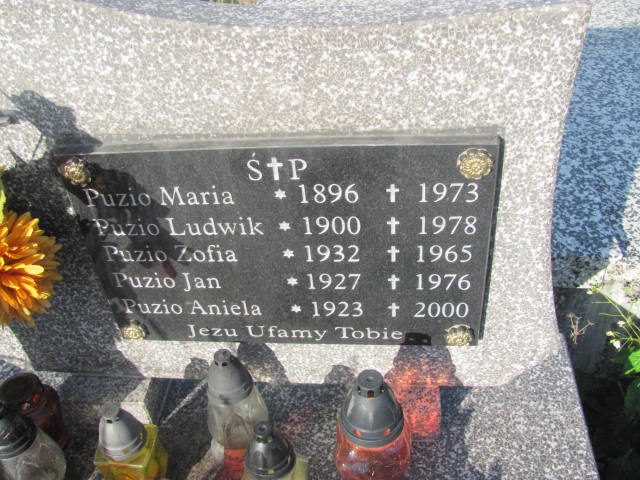 Ś✝P
Puzio Maria * 1896 ✝ 1973
Puzio Ludwik * 1900 ✝ 1978
Puzio Zofia * 1932 ✝ 1965
Puzio Jan * 1927 ✝ 1976
Puzio Aniela * 1923 ✝ 2000
Jezu Ufamy Tobie